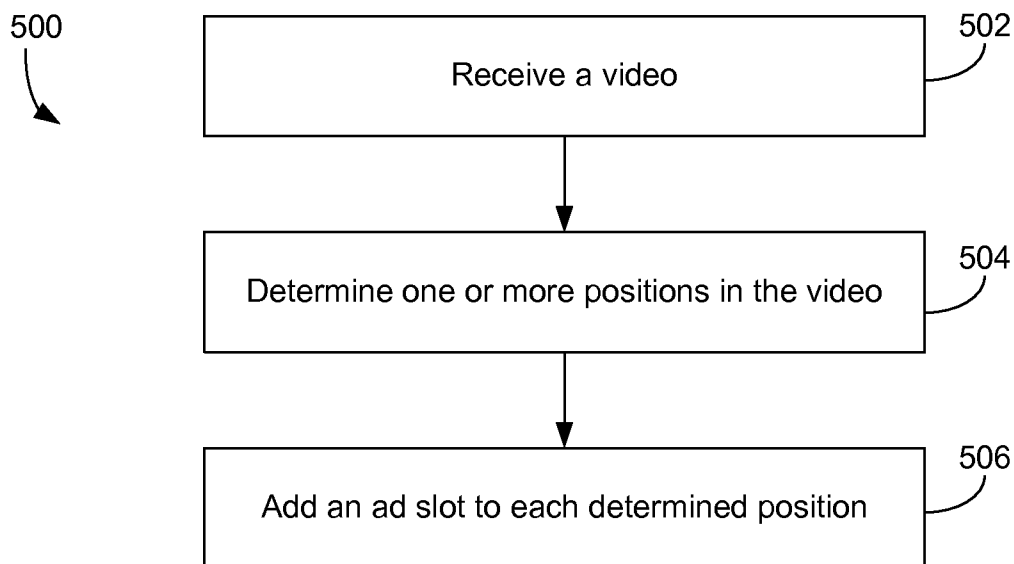 500
502
Receive a video
504
Determine one or more positions in the video
506
Add an ad slot to each determined position